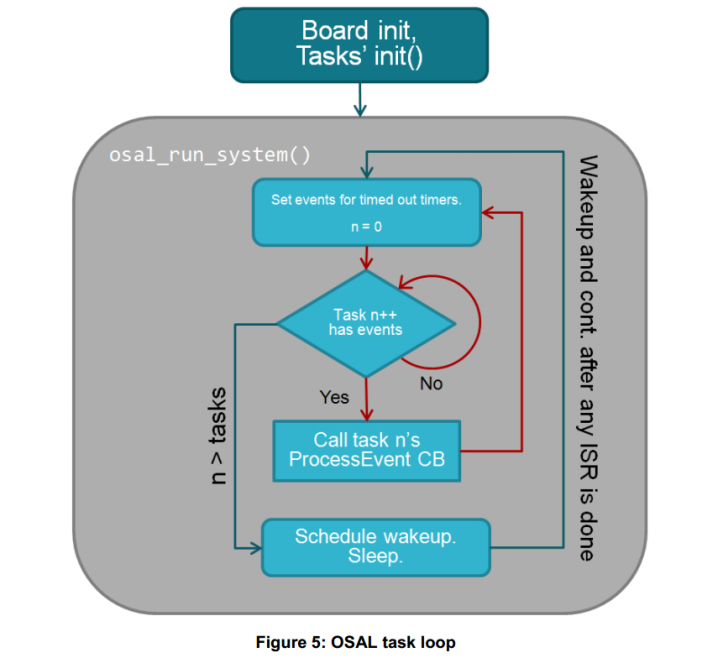 Board init,
Tasks’ init()
osal_run_system()
Set events for timed out timers.
n = 0
Task n++
has events
No
Yes
Call task n’s
ProcessEvent CB
n > tasks
Schedule wakeup.
Sleep.
Wakeup and cont. after any ISR is done
Figure 5: OSAL task loop